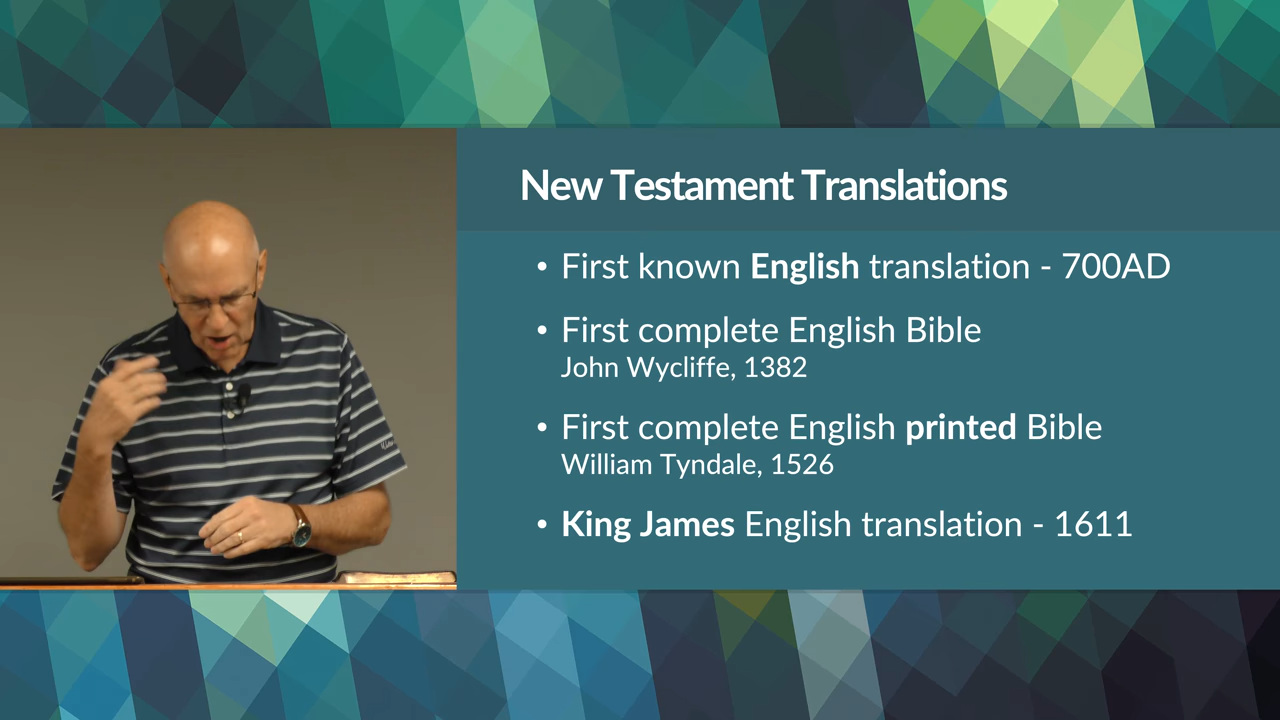 New Testament Translations
• First known English translation - 700AD
• First complete English Bible
John Wycliffe, 1382
• First complete English printed Bible
William Tyndale, 1526
• King James English translation - 1611